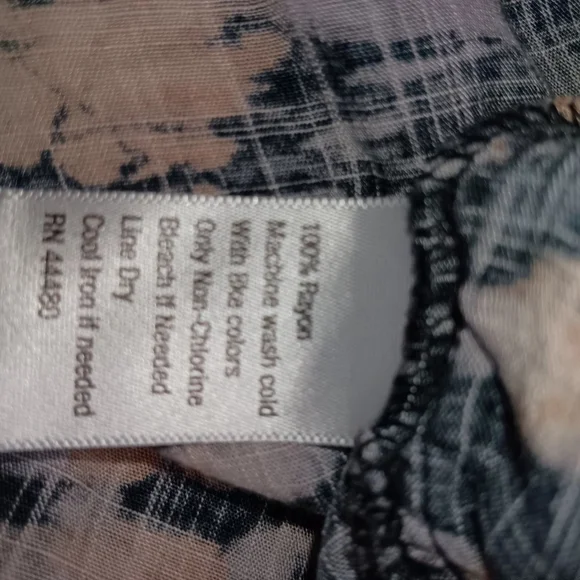 100% Rayon
Machine wash cold
With like colors
Only Non-Chlorine
Bleach If Needed
Line Dry
Cool Iron if needed
RN 44480